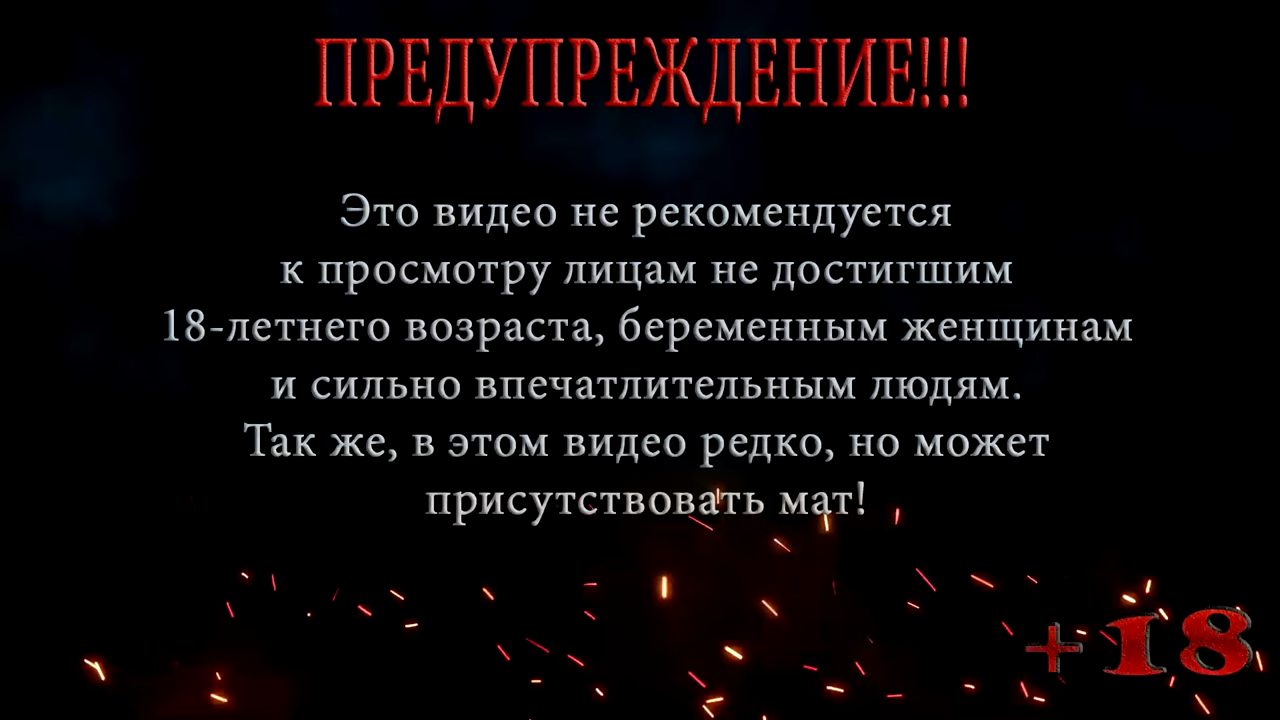 ПРЕДУПРЕЖДЕНИЕ!!!
Это видео не рекомендуется
к просмотру лицам не достигшим
18-летнего возраста, беременным женщинам
и сильно впечатлительным людям.
Так же, в этом видео редко, но может
присутствовать мат!
+18